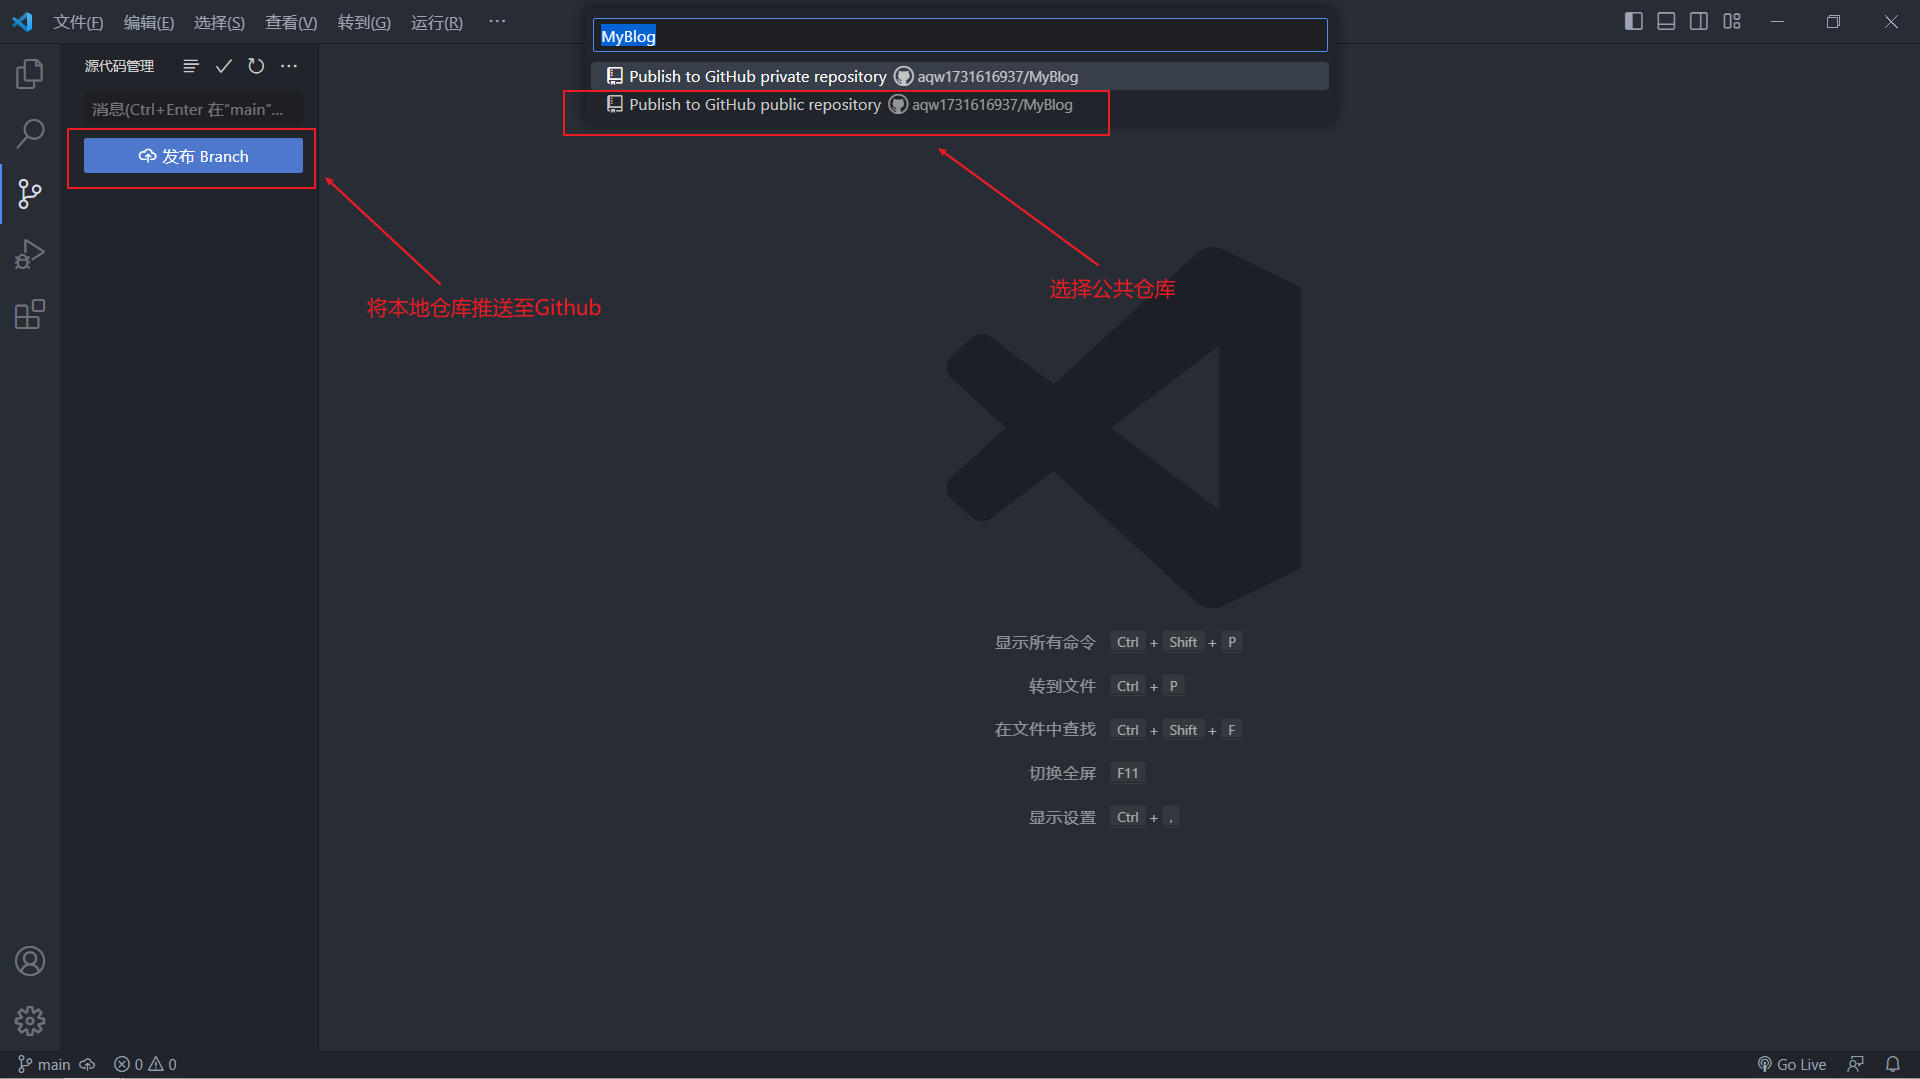 文件(F) 编辑(E) 选择(S) 查看(V) 转到(G) 运行(R) ···
MyBlog
Publish to GitHub private repository aqw1731616937/MyBlog
Publish to GitHub public repository aqw1731616937/MyBlog
源代码管理
消息(Ctrl+Enter 在“main”...
发布 Branch
将本地仓库推送至Github
选择公共仓库
显示所有命令 Ctrl + Shift + P
转到文件 Ctrl + P
在文件中查找 Ctrl + Shift + F
切换全屏 F11
显示设置 Ctrl + ,
main 0 0
Go Live